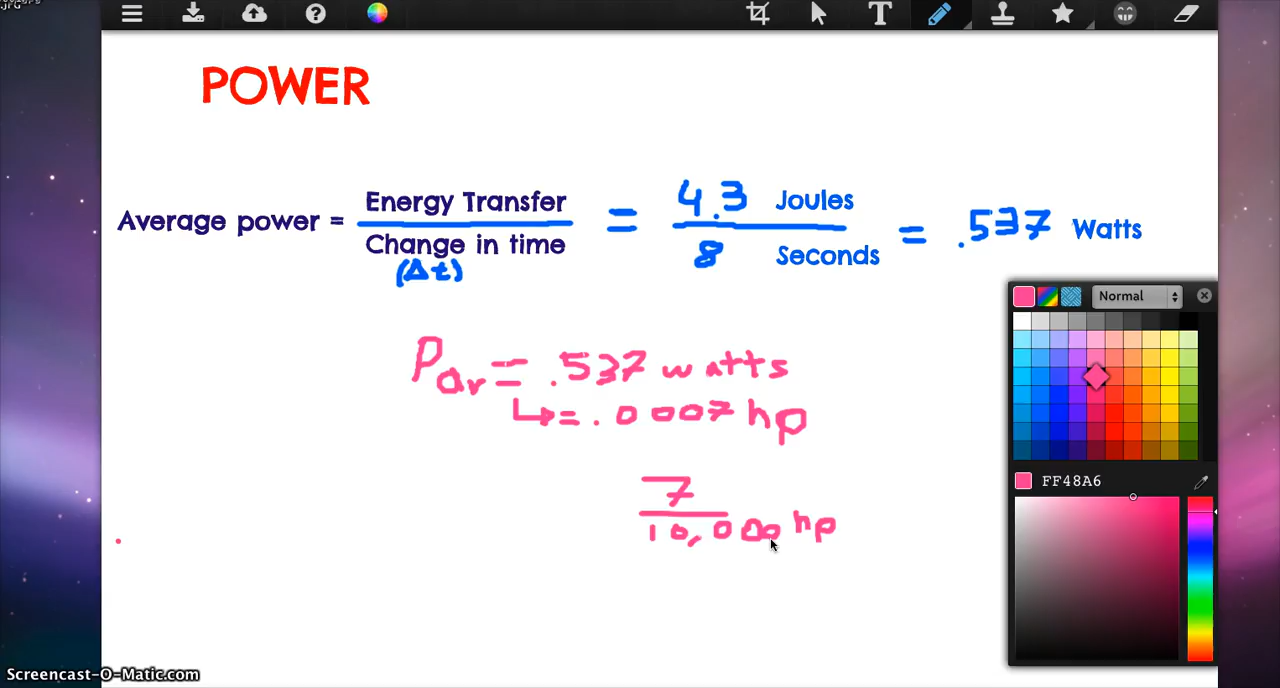 POWER
Average power = Energy Transfer = 4.3 Joules = .537 Watts
Change in time 8 Seconds
(Δt)
Normal
Par = .537 watts
↳ = .0007 hp
FF48A6
7
10,000 hp
Screencast-O-Matic.com